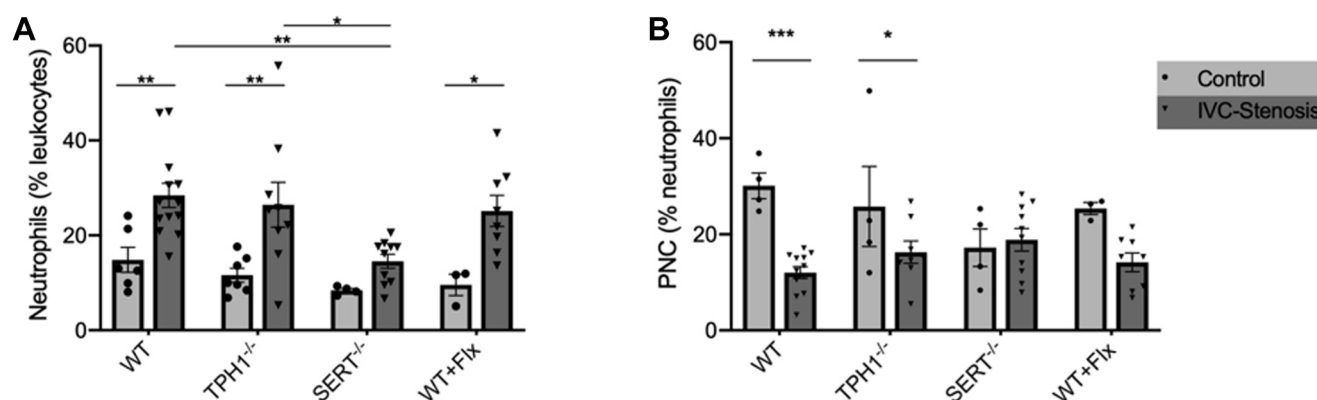 A
Neutrophils (% leukocytes)
60
40
20
0
**
**
*
**
*
WT
TPH1-/-
SERT-/-
WT+Flx
B
PNC (% neutrophils)
60
40
20
0
***
*
WT
TPH1-/-
SERT-/-
WT+Flx
Control
IVC-Stenosis